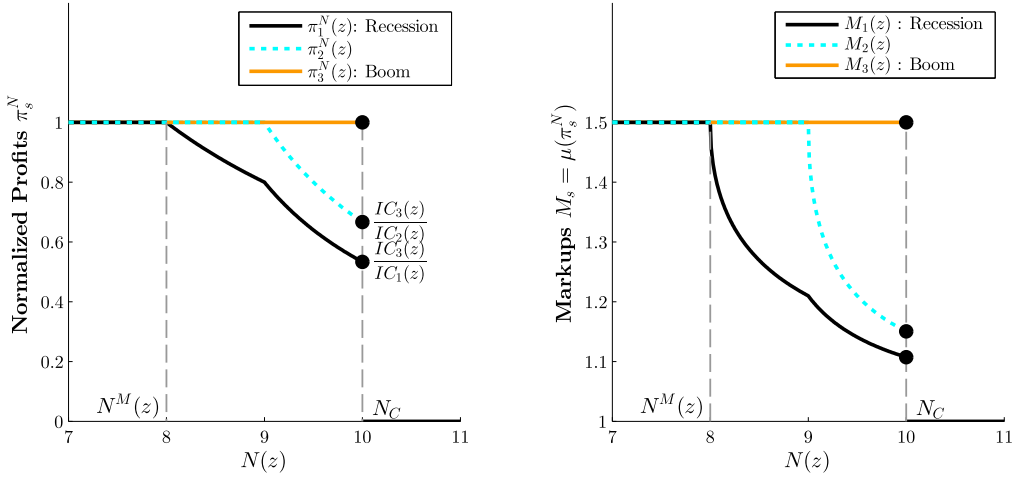 π₁ᴺ(z): Recession
π₂ᴺ(z)
π₃ᴺ(z): Boom
Normalized Profits πₛᴺ
1
0.8
0.6
0.4
0.2
0
IC₃(z)
IC₂(z)
IC₃(z)
IC₁(z)
Nᴹ(z)
N_C
7
8
9
10
11
N(z)
M₁(z) : Recession
M₂(z)
M₃(z) : Boom
Markups Mₛ = μ(πₛᴺ)
1.5
1.4
1.3
1.2
1.1
1
Nᴹ(z)
N_C
7
8
9
10
11
N(z)